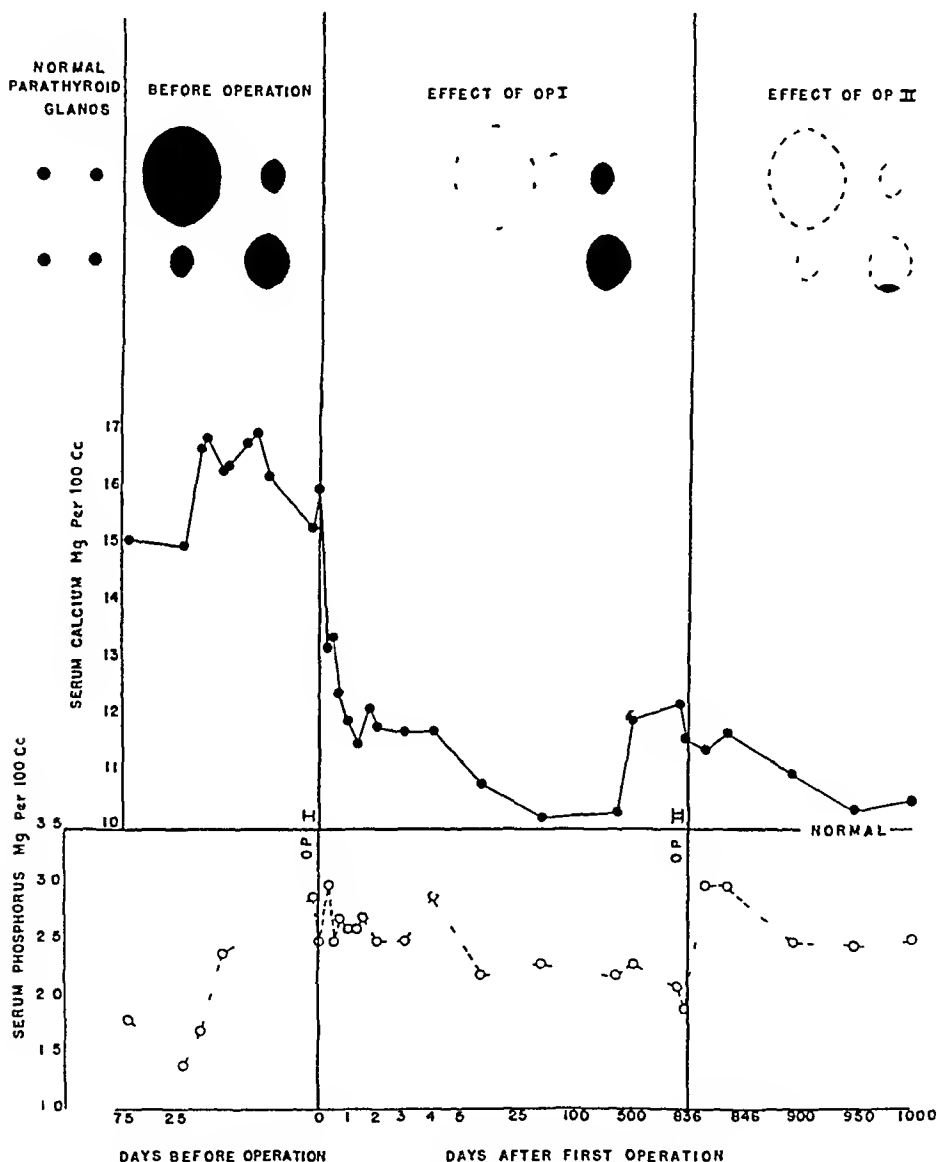 NORMAL
PARATHYROID
GLANDS
BEFORE OPERATION
EFFECT OF OP I
EFFECT OF OP II
SERUM CALCIUM Mg Per 100 Cc
17
16
15
14
13
12
11
10
OP I
OP II
NORMAL
SERUM PHOSPHORUS Mg Per 100 Cc
3 5
3 0
2 5
2 0
1 5
1 0
75 25 0 1 2 3 4 5 25 100 500 836 846 900 950 1000
DAYS BEFORE OPERATION
DAYS AFTER FIRST OPERATION